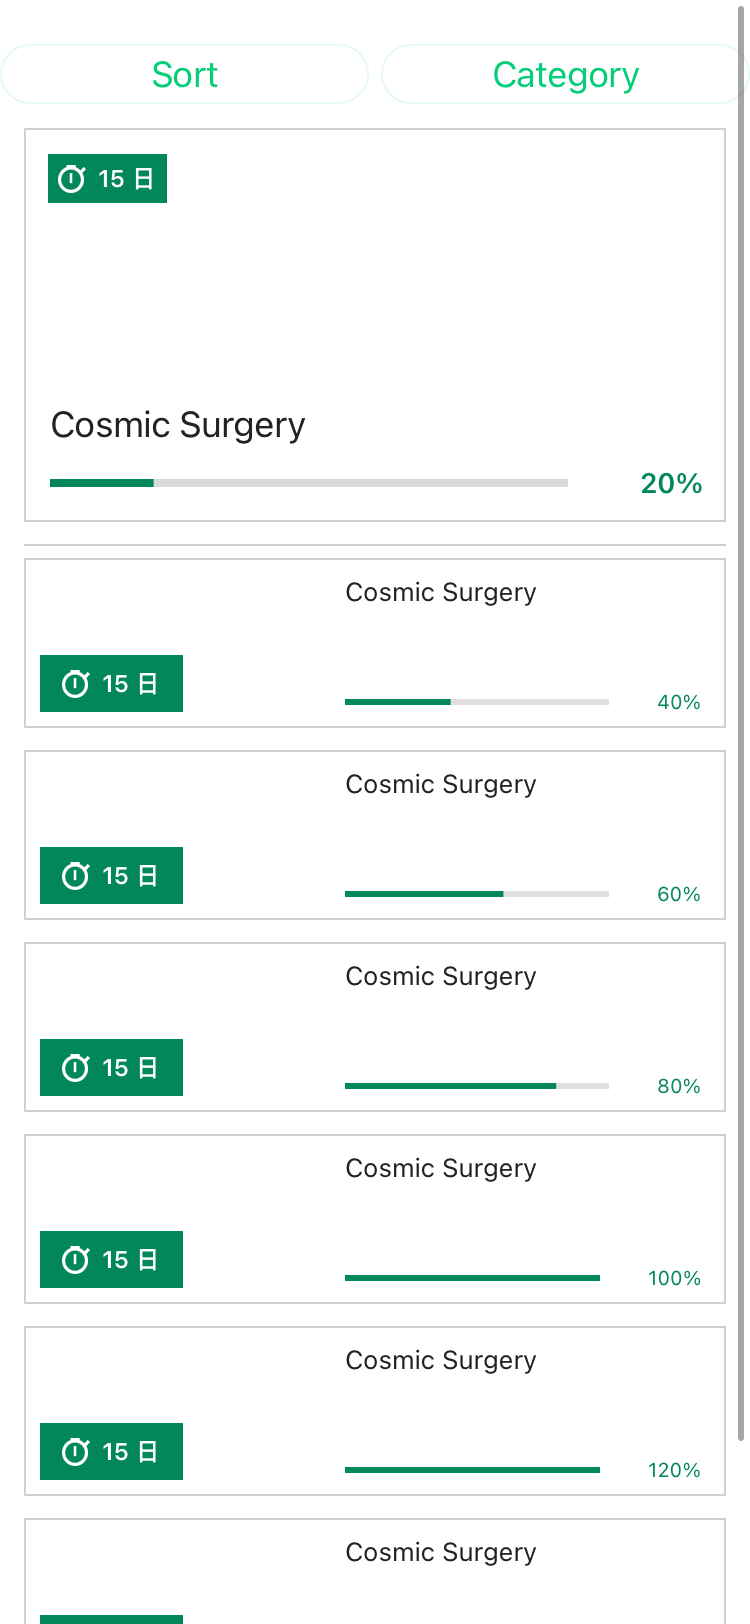 Sort
Category
15 日
Cosmic Surgery
20%
Cosmic Surgery
15 日
40%
Cosmic Surgery
15 日
60%
Cosmic Surgery
15 日
80%
Cosmic Surgery
15 日
100%
Cosmic Surgery
15 日
120%
Cosmic Surgery